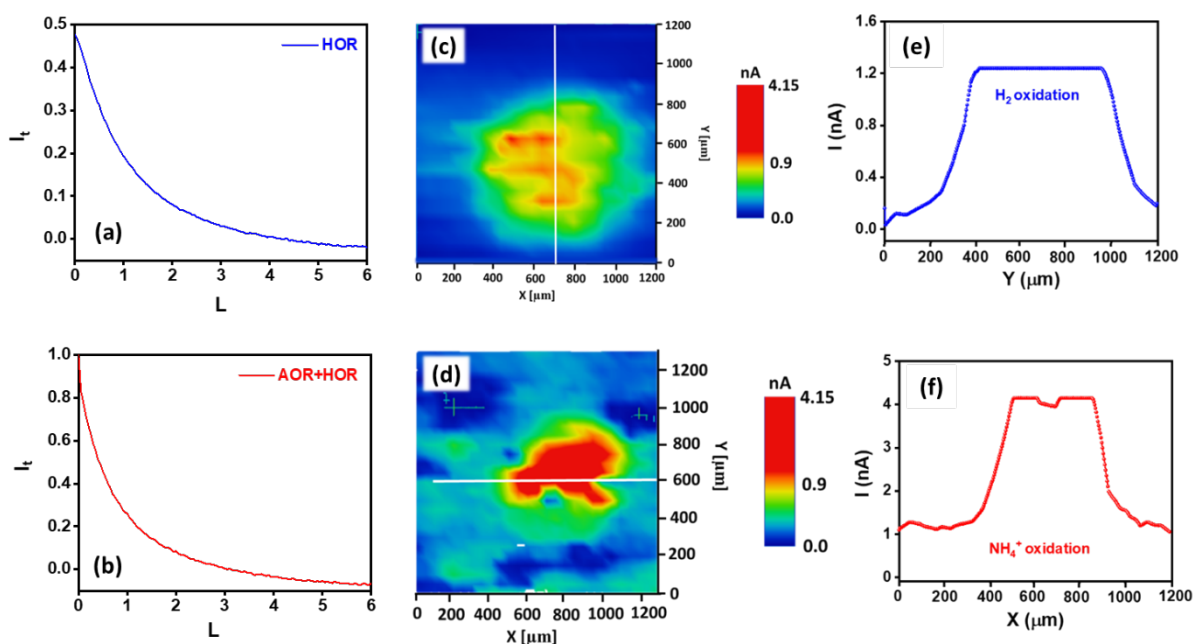 HOR
I_t
0.5
0.4
0.3
0.2
0.1
0.0
(a)
0 1 2 3 4 5 6
L
(c)
1200
1000
800
600
400
200
0
Y [µm]
0 200 400 600 800 1000 1200
X [µm]
nA
4.15
0.9
0.0
(e)
H2 oxidation
I (nA)
1.6
1.2
0.8
0.4
0.0
0 200 400 600 800 1000 1200
Y (µm)
AOR+HOR
I_t
1.0
0.8
0.6
0.4
0.2
0.0
(b)
0 1 2 3 4 5 6
L
(d)
1200
1000
800
600
400
200
0
Y [µm]
0 200 400 600 800 1000 1200
X [µm]
nA
4.15
0.9
0.0
(f)
NH4+ oxidation
I (nA)
5
4
3
2
1
0
0 200 400 600 800 1000 1200
X (µm)